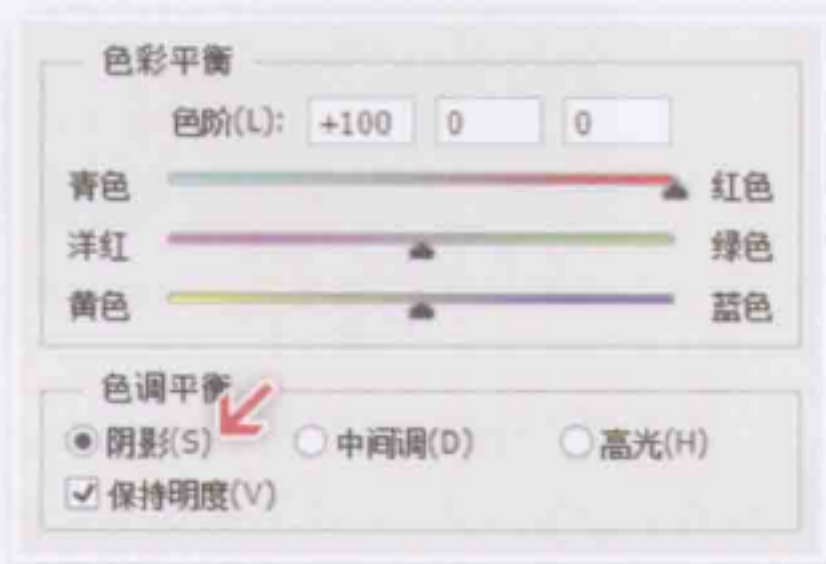 色彩平衡
色阶(L): +100 0 0
青色 红色
洋红 绿色
黄色 蓝色
色调平衡
阴影(S) 中间调(D) 高光(H)
保持明度(V)